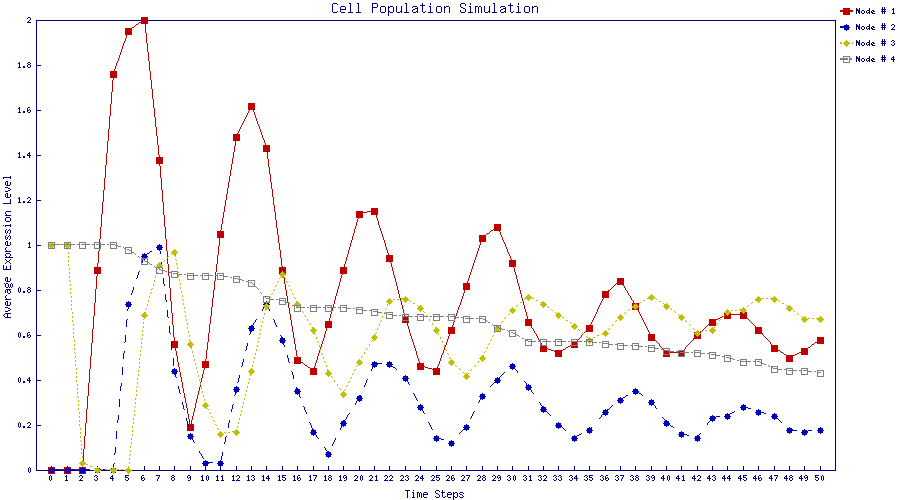 Cell Population Simulation
Node # 1
Node # 2
Node # 3
Node # 4
Average Expression Level
2
1.8
1.6
1.4
1.2
1
0.8
0.6
0.4
0.2
0
0 1 2 3 4 5 6 7 8 9 10 11 12 13 14 15 16 17 18 19 20 21 22 23 24 25 26 27 28 29 30 31 32 33 34 35 36 37 38 39 40 41 42 43 44 45 46 47 48 49 50
Time Steps